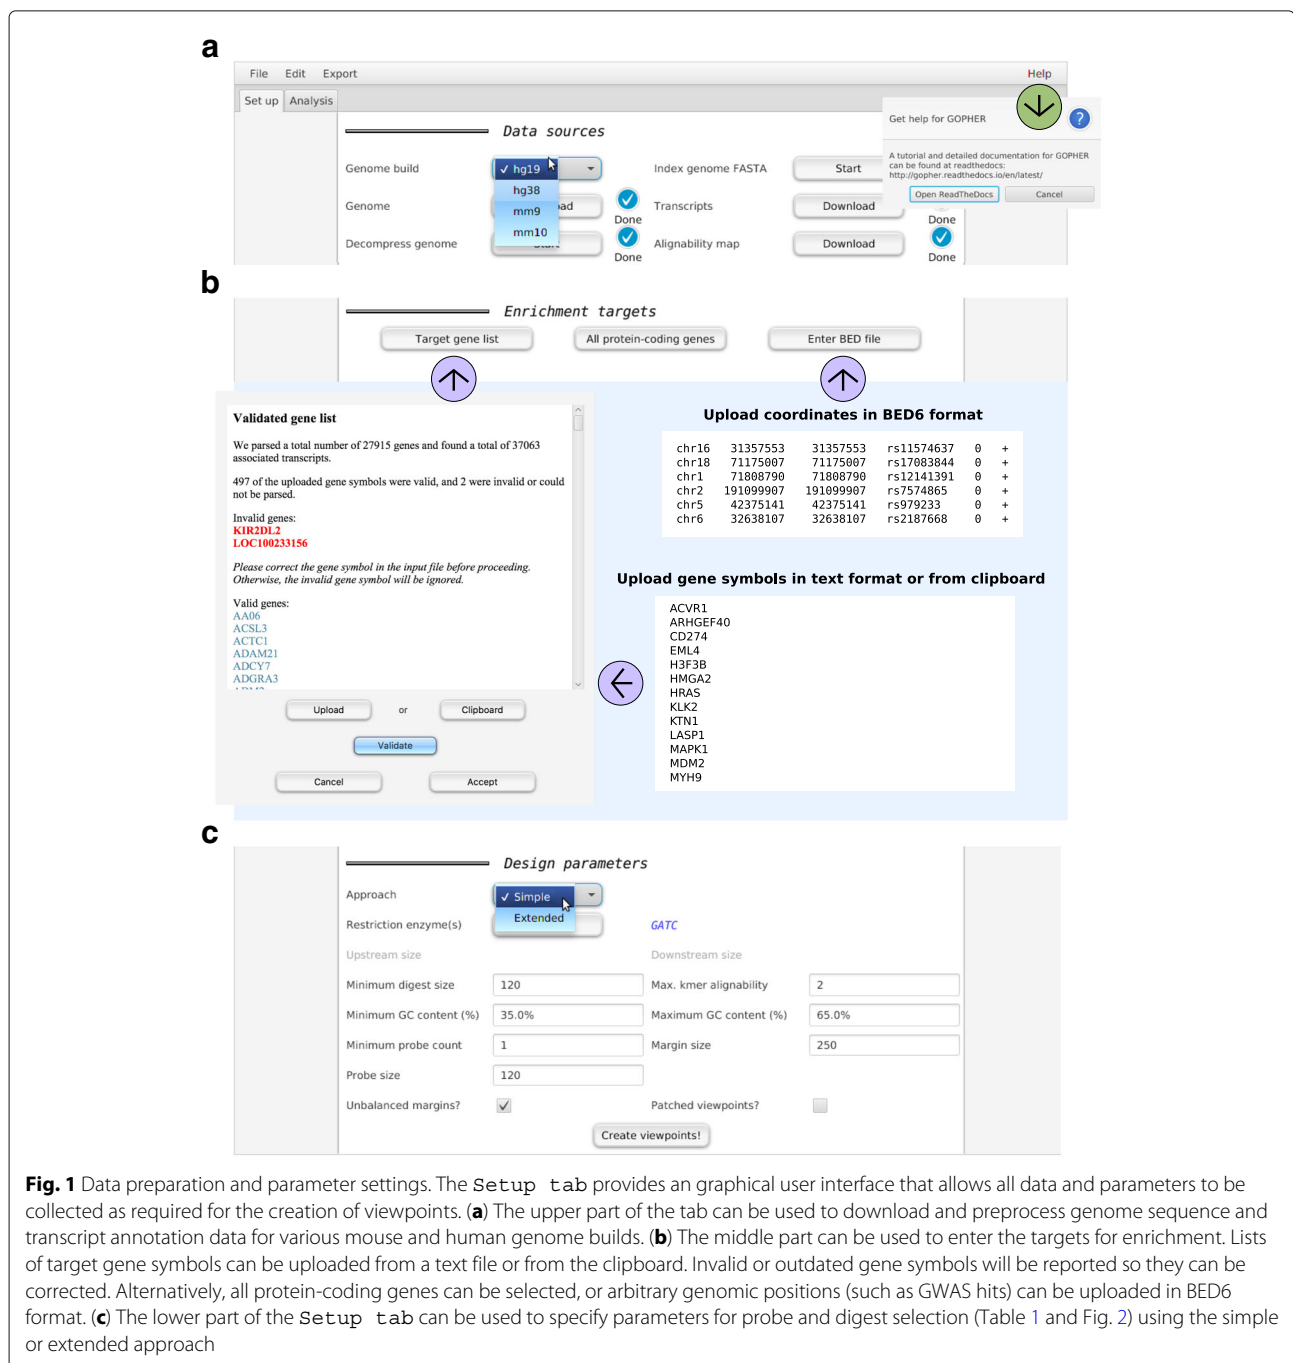 a
File Edit Export Help
Set up Analysis
Data sources
Get help for GOPHER
?
A tutorial and detailed documentation for GOPHER
can be found at readthedocs:
http://gopher.readthedocs.io/en/latest/
Open ReadTheDocs Cancel
Genome build ✓ hg19 Index genome FASTA Start
hg38
Genome Done Transcripts Download Done
mm9
mm10
Decompress genome Done Alignability map Download Done
b
Enrichment targets
Target gene list All protein-coding genes Enter BED file
Validated gene list
We parsed a total number of 27915 genes and found a total of 37063
associated transcripts.
497 of the uploaded gene symbols were valid, and 2 were invalid or could
not be parsed.
Invalid genes:
KIR2DL2
LOC100233156
Please correct the gene symbol in the input file before proceeding.
Otherwise, the invalid gene symbol will be ignored.
Valid genes:
AA06
ACSL3
ACTC1
ADAM21
ADCY7
ADGRA3
Upload or Clipboard
Validate
Cancel Accept
Upload coordinates in BED6 format
chr16 31357553 31357553 rs11574637 0 +
chr18 71175007 71175007 rs17083844 0 +
chr1 71808790 71808790 rs12141391 0 +
chr2 191099907 191099907 rs7574865 0 +
chr5 42375141 42375141 rs979233 0 +
chr6 32638107 32638107 rs2187668 0 +
Upload gene symbols in text format or from clipboard
ACVR1
ARHGEF40
CD274
EML4
H3F3B
HMGA2
HRAS
KLK2
KTN1
LASP1
MAPK1
MDM2
MYH9
c
Design parameters
Approach ✓ Simple
Extended
Restriction enzyme(s) GATC
Upstream size Downstream size
Minimum digest size 120 Max. kmer alignability 2
Minimum GC content (%) 35.0% Maximum GC content (%) 65.0%
Minimum probe count 1 Margin size 250
Probe size 120
Unbalanced margins? ✓ Patched viewpoints?
Create viewpoints!
Fig. 1 Data preparation and parameter settings. The Setup tab provides an graphical user interface that allows all data and parameters to be
collected as required for the creation of viewpoints. (a) The upper part of the tab can be used to download and preprocess genome sequence and
transcript annotation data for various mouse and human genome builds. (b) The middle part can be used to enter the targets for enrichment. Lists
of target gene symbols can be uploaded from a text file or from the clipboard. Invalid or outdated gene symbols will be reported so they can be
corrected. Alternatively, all protein-coding genes can be selected, or arbitrary genomic positions (such as GWAS hits) can be uploaded in BED6
format. (c) The lower part of the Setup tab can be used to specify parameters for probe and digest selection (Table 1 and Fig. 2) using the simple
or extended approach